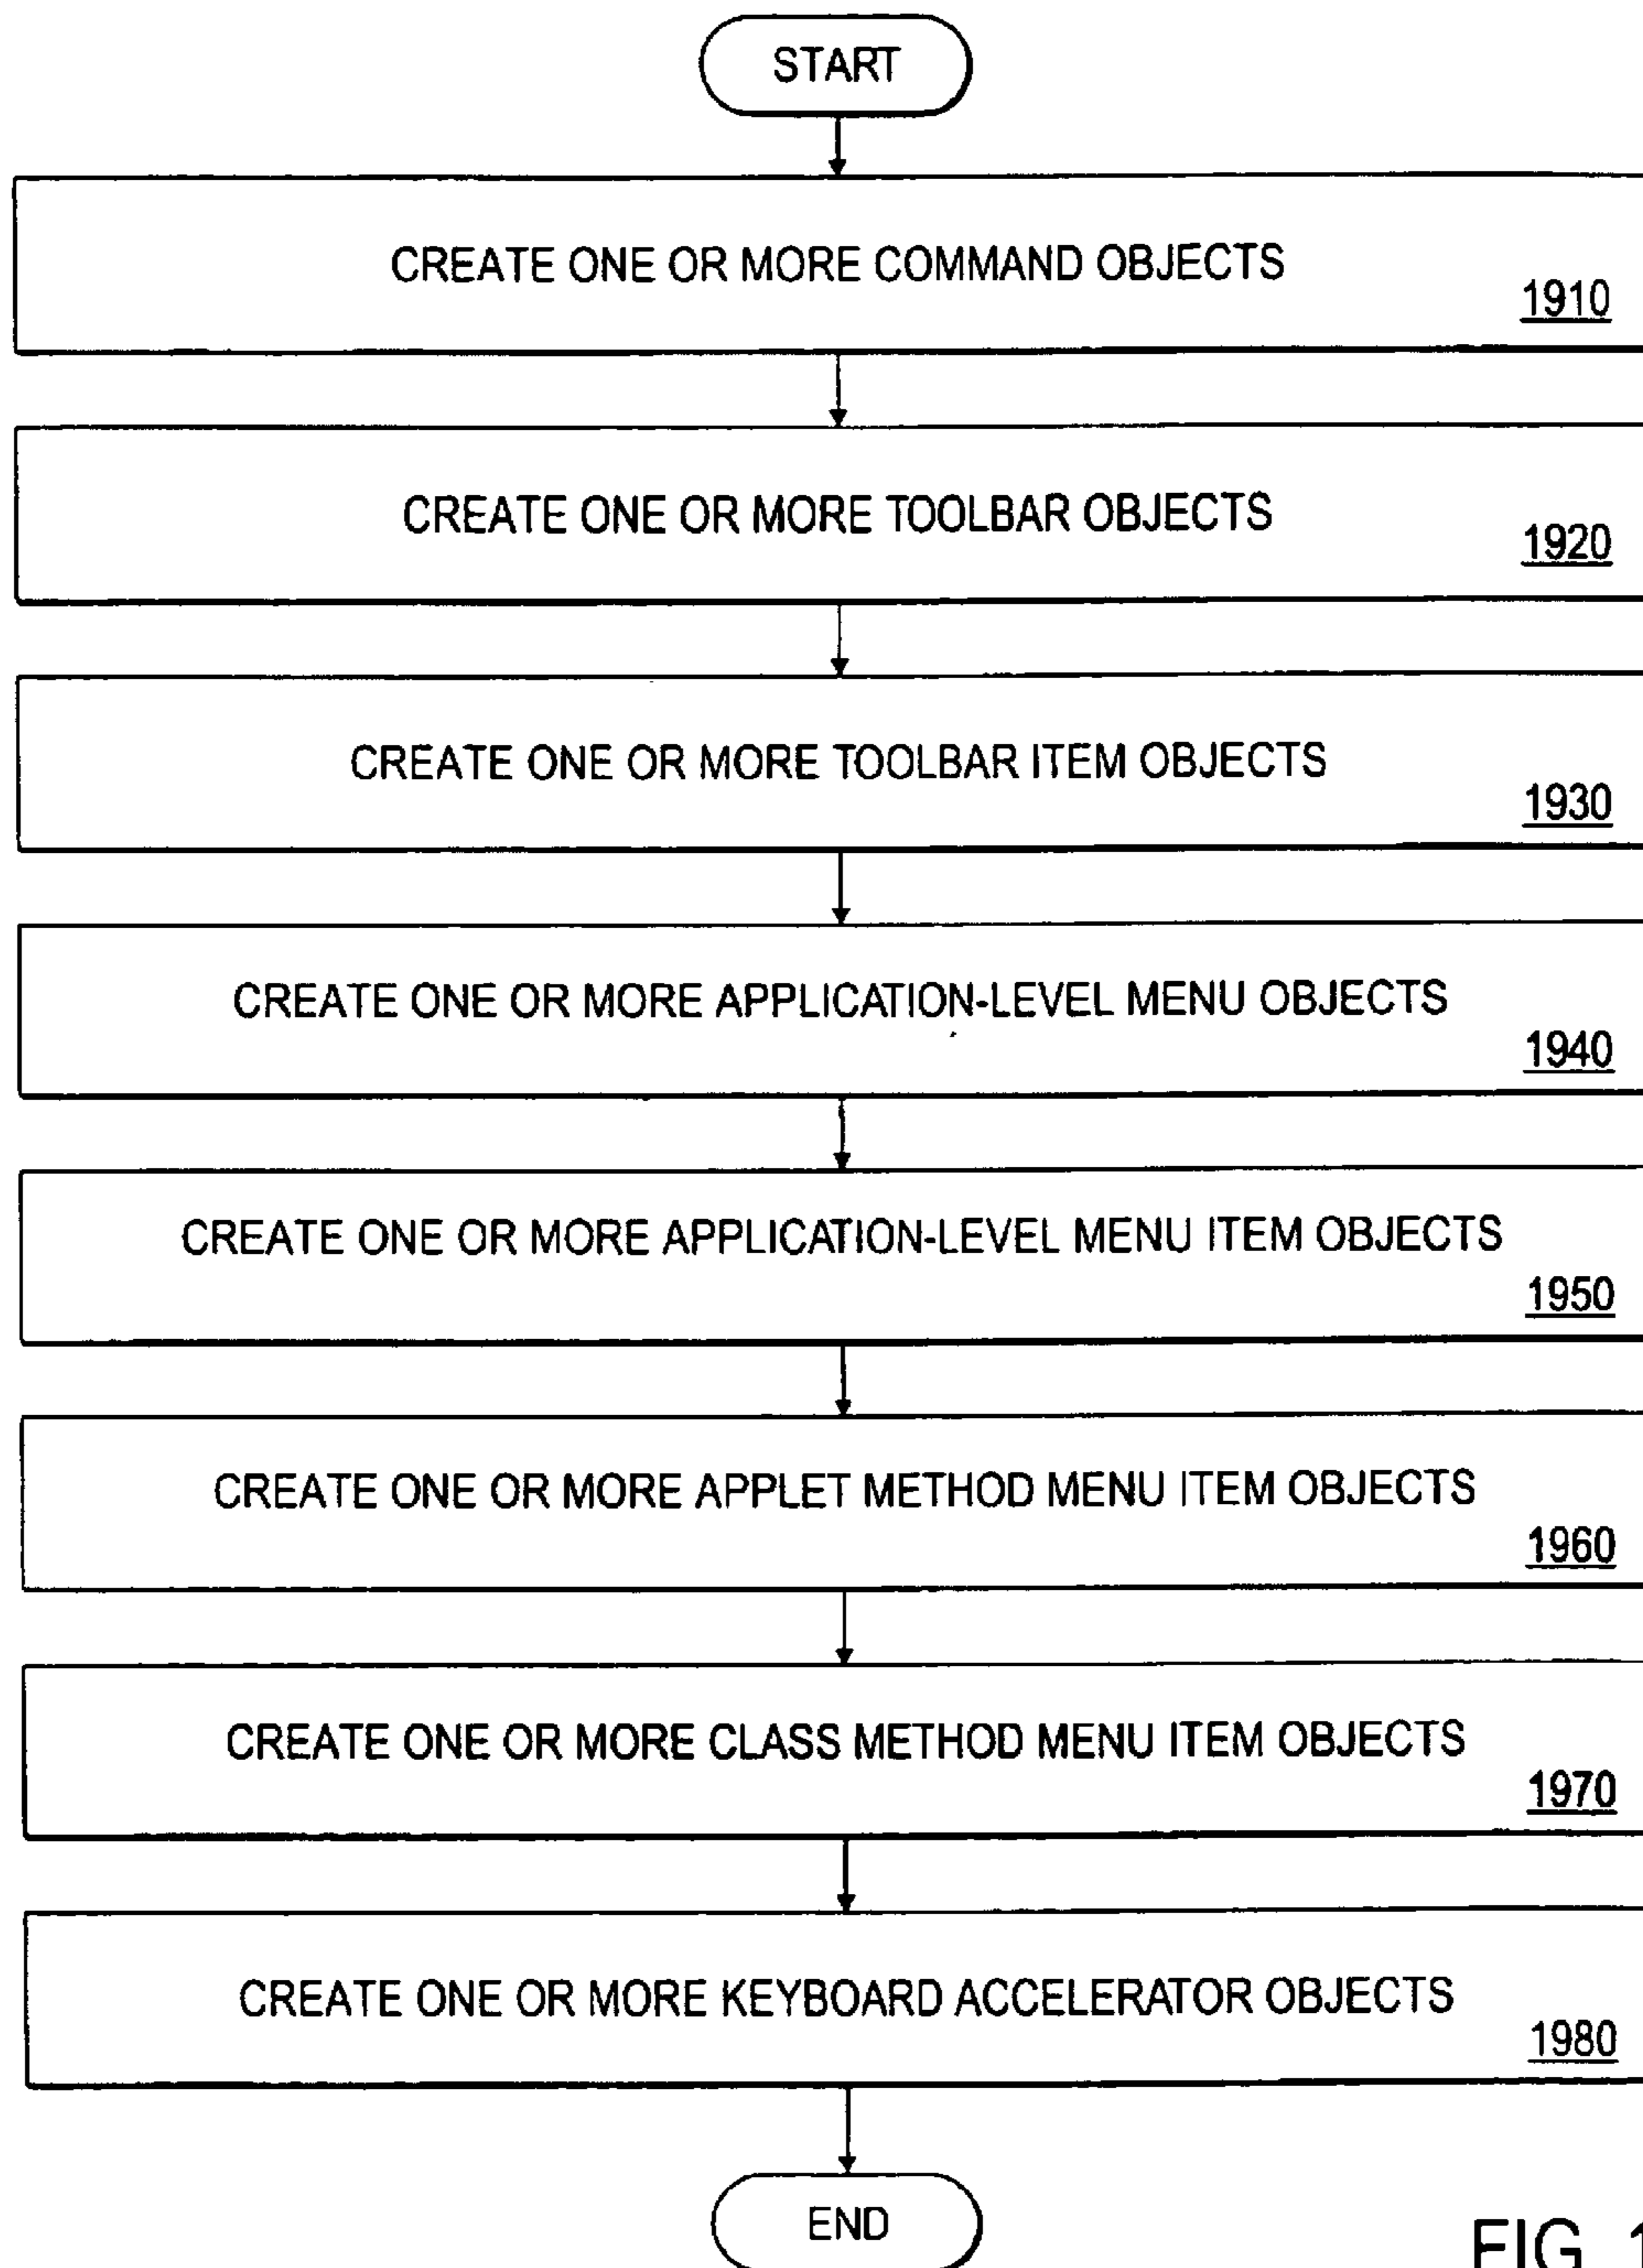 START
CREATE ONE OR MORE COMMAND OBJECTS
1910
CREATE ONE OR MORE TOOLBAR OBJECTS
1920
CREATE ONE OR MORE TOOLBAR ITEM OBJECTS
1930
CREATE ONE OR MORE APPLICATION-LEVEL MENU OBJECTS
1940
CREATE ONE OR MORE APPLICATION-LEVEL MENU ITEM OBJECTS
1950
CREATE ONE OR MORE APPLET METHOD MENU ITEM OBJECTS
1960
CREATE ONE OR MORE CLASS METHOD MENU ITEM OBJECTS
1970
CREATE ONE OR MORE KEYBOARD ACCELERATOR OBJECTS
1980
END
FIG. 1